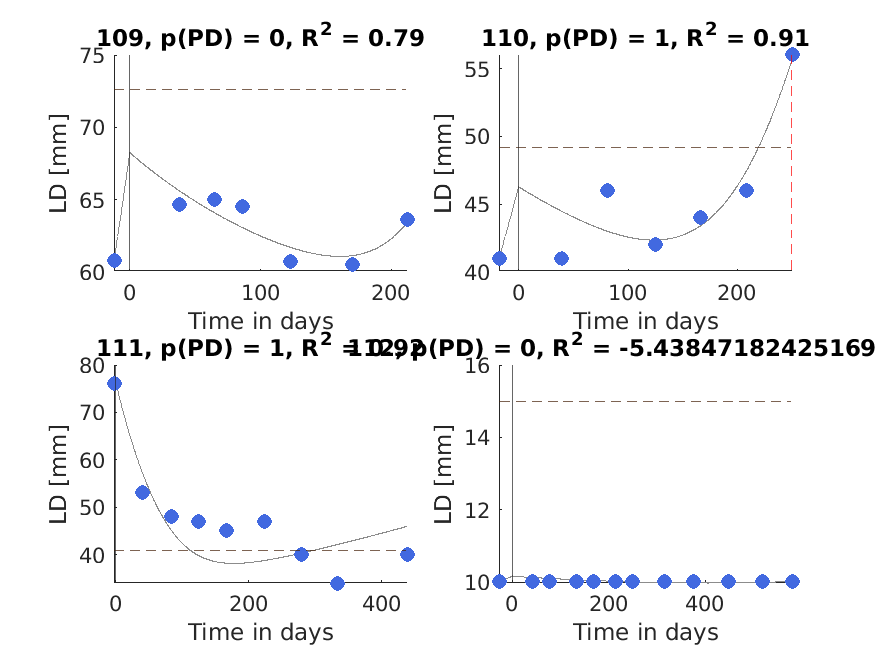 109, p(PD) = 0, R² = 0.79
75
70
65
60
LD [mm]
0
100
200
Time in days
110, p(PD) = 1, R² = 0.91
55
50
45
40
LD [mm]
0
100
200
Time in days
111, p(PD) = 1, R² = 0.92
80
70
60
50
40
LD [mm]
0
200
400
Time in days
112, p(PD) = 0, R² = -5.43847182425169
16
14
12
10
LD [mm]
0
200
400
Time in days